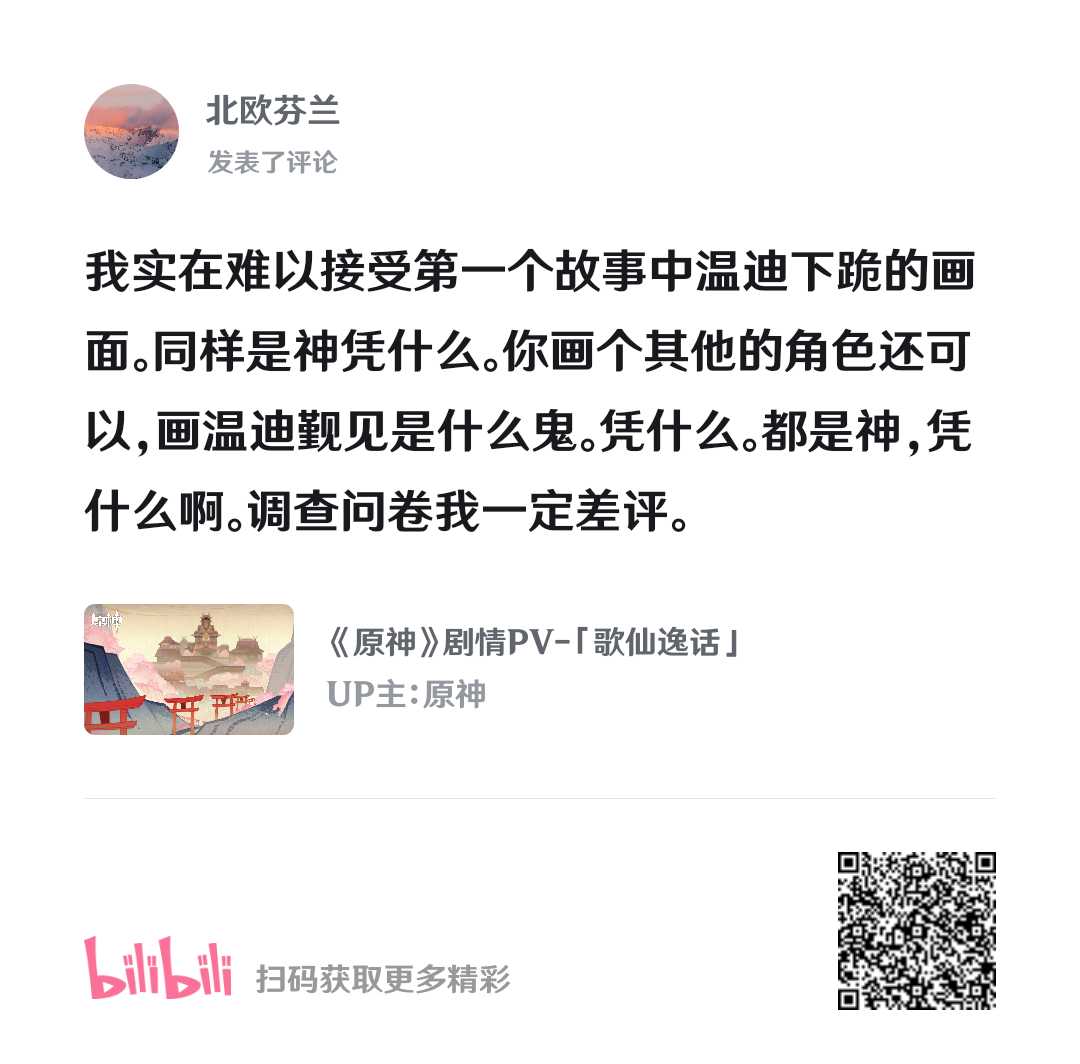 北欧芬兰
发表了评论
我实在难以接受第一个故事中温迪下跪的画
面。同样是神凭什么。你画个其他的角色还可
以,画温迪觐见是什么鬼。凭什么。都是神,凭
什么啊。调查问卷我一定差评。
原神
《原神》剧情PV-「歌仙逸话」
UP主:原神
bilibili 扫码获取更多精彩